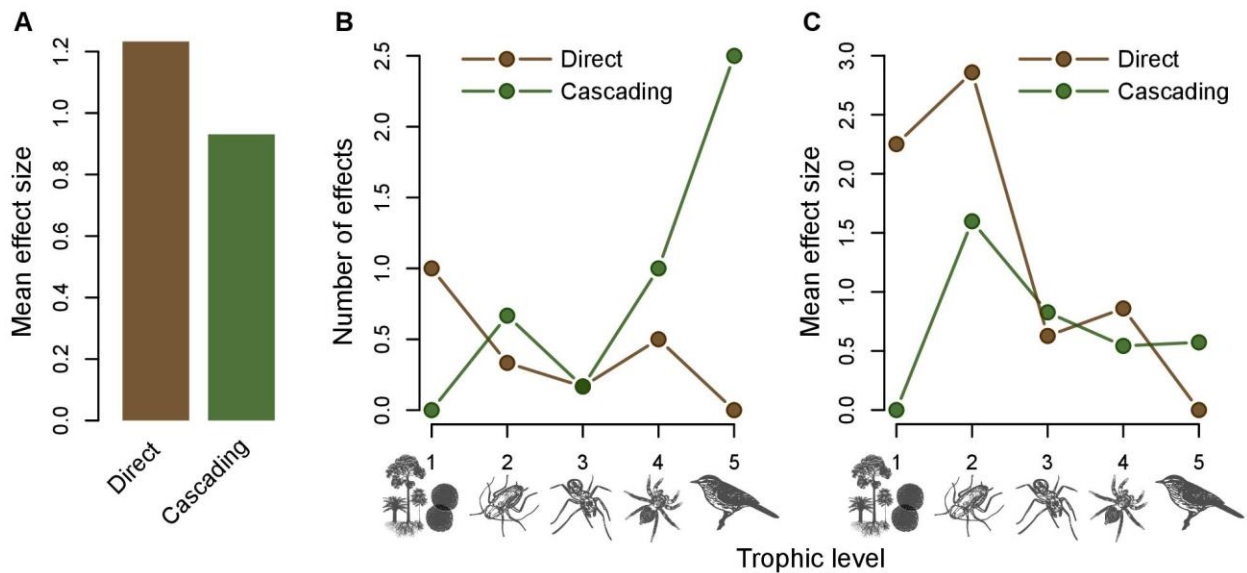 A
Mean effect size
0.0 0.2 0.4 0.6 0.8 1.0 1.2
Direct
Cascading
B
Number of effects
0.0 0.5 1.0 1.5 2.0 2.5
Direct
Cascading
1 2 3 4 5
C
Mean effect size
0.0 0.5 1.0 1.5 2.0 2.5 3.0
Direct
Cascading
1 2 3 4 5
Trophic level